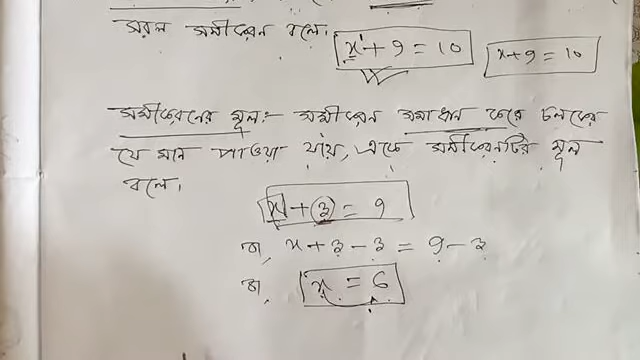 সরল সমীকরণ বলে। x¹ + 9 = 10 x + 9 = 10
সমীকরণের মূল:- সমীকরণ সমাধান করে চলকের
যে মান পাওয়া যায়, একে সমীকরণটির মূল
বলে।
x + 3 = 9
বা, x + 3 - 3 = 9 - 3
বা, x = 6